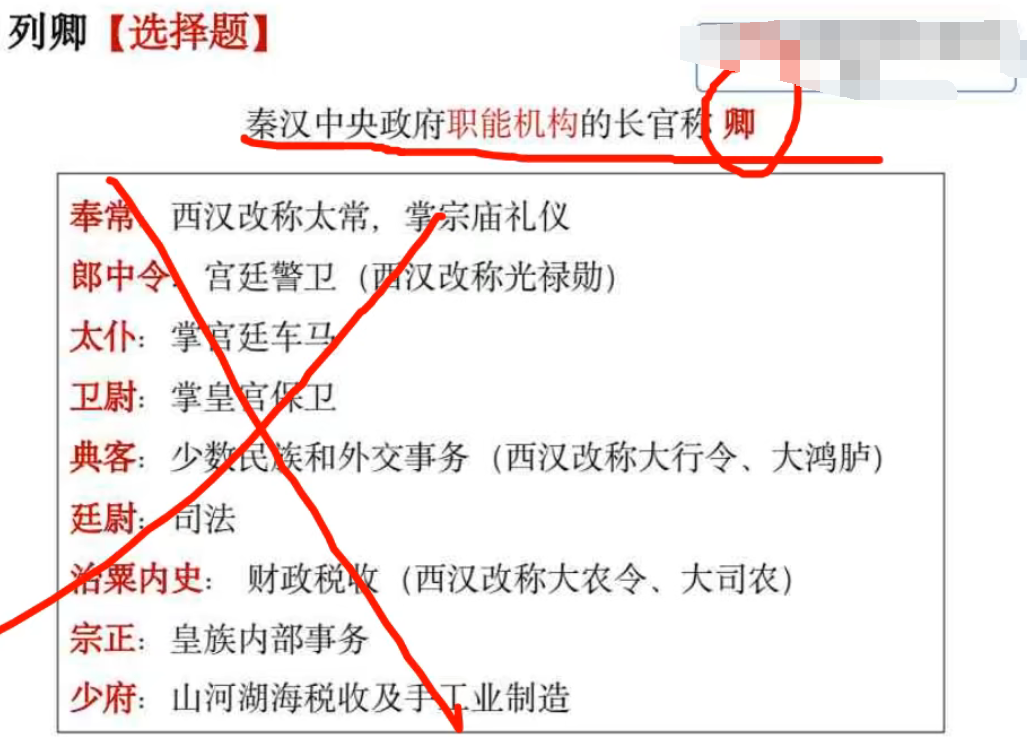 列卿【选择题】
秦汉中央政府职能机构的长官称 卿
奉常：西汉改称太常，掌宗庙礼仪
郎中令：宫廷警卫（西汉改称光禄勋）
太仆：掌宫廷车马
卫尉：掌皇宫保卫
典客：少数民族和外交事务（西汉改称大行令、大鸿胪）
廷尉：司法
治粟内史：财政税收（西汉改称大农令、大司农）
宗正：皇族内部事务
少府：山河湖海税收及手工业制造